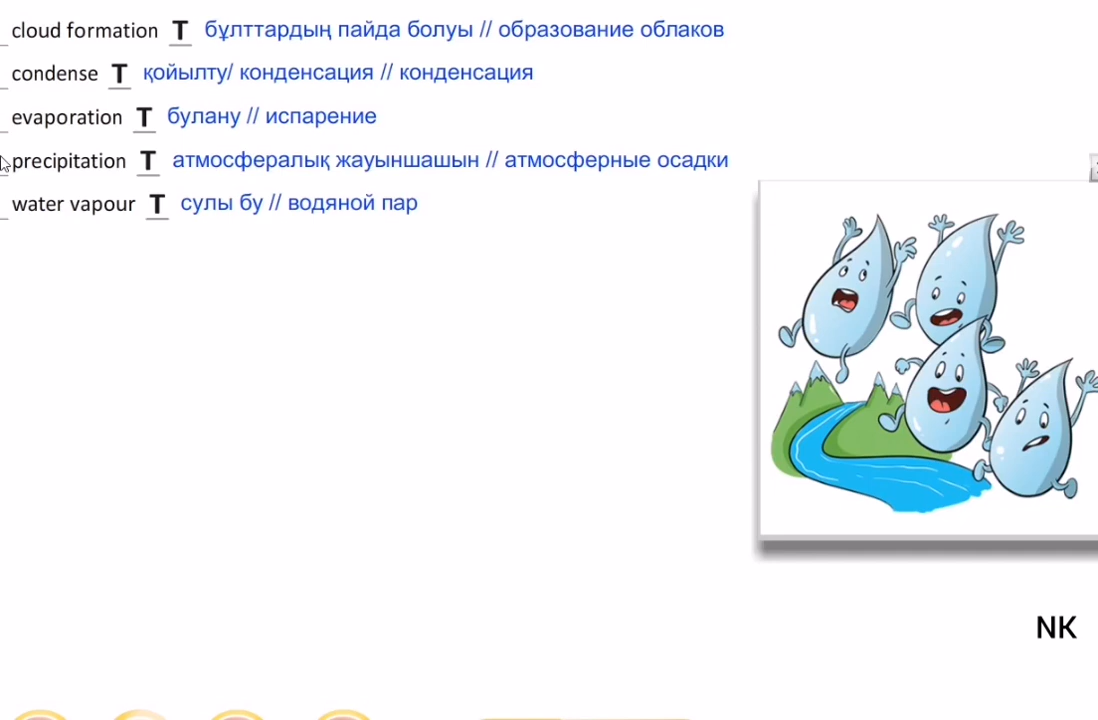 cloud formation T бұлттардың пайда болуы // образование облаков
condense T қойылту/ конденсация // конденсация
evaporation T булану // испарение
precipitation T атмосфералық жауыншашын // атмосферные осадки
water vapour T сулы бу // водяной пар
NK